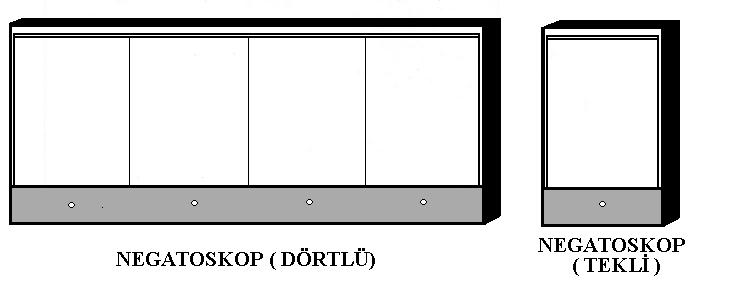 NEGATOSKOP ( DÖRTLÜ)
NEGATOSKOP
( TEKLİ )